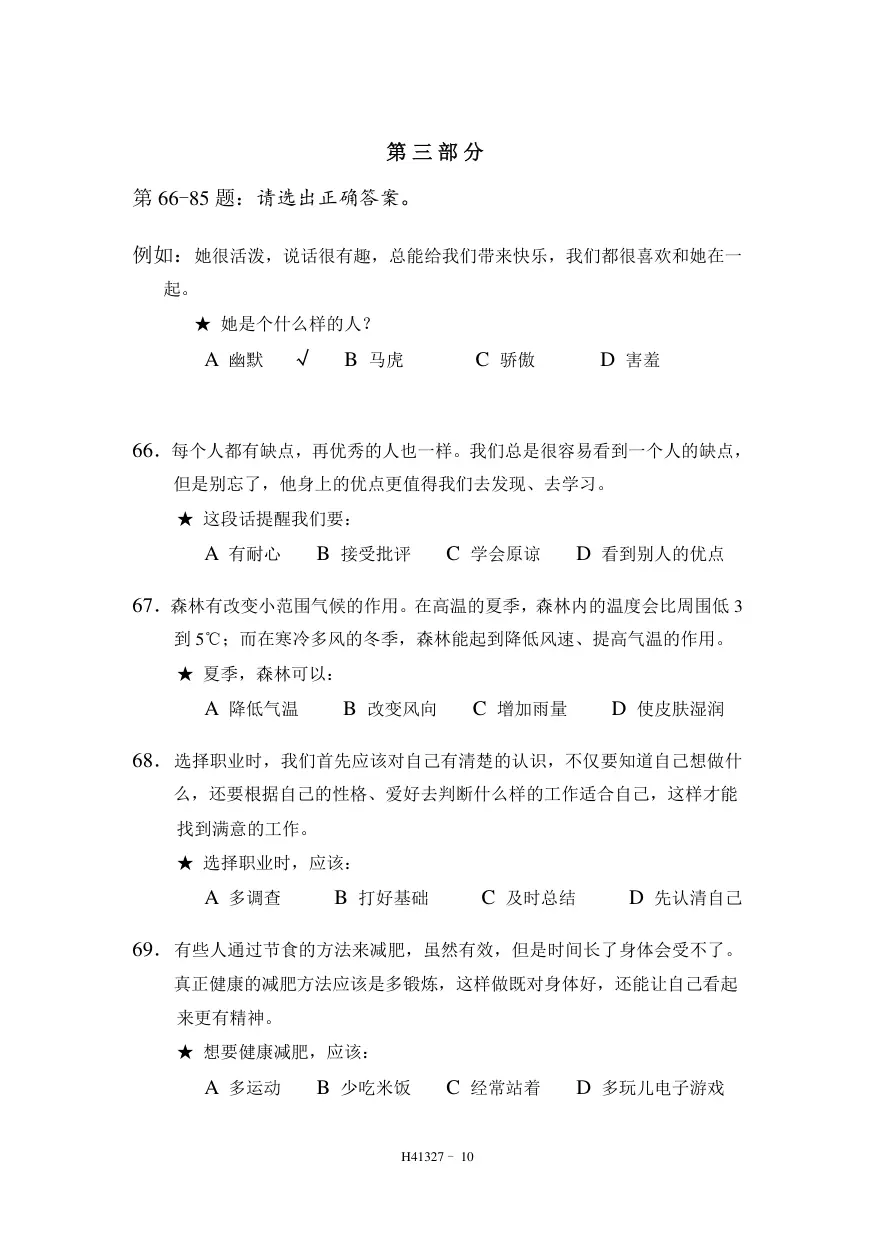 第 三 部 分
第 66-85 题：请选出正确答案。
例如：她很活泼，说话很有趣，总能给我们带来快乐，我们都很喜欢和她在一
起。
★ 她是个什么样的人？
A 幽默 √ B 马虎 C 骄傲 D 害羞
66．每个人都有缺点，再优秀的人也一样。我们总是很容易看到一个人的缺点，
但是别忘了，他身上的优点更值得我们去发现、去学习。
★ 这段话提醒我们要：
A 有耐心 B 接受批评 C 学会原谅 D 看到别人的优点
67．森林有改变小范围气候的作用。在高温的夏季，森林内的温度会比周围低 3
到 5℃；而在寒冷多风的冬季，森林能起到降低风速、提高气温的作用。
★ 夏季，森林可以：
A 降低气温 B 改变风向 C 增加雨量 D 使皮肤湿润
68．选择职业时，我们首先应该对自己有清楚的认识，不仅要知道自己想做什
么，还要根据自己的性格、爱好去判断什么样的工作适合自己，这样才能
找到满意的工作。
★ 选择职业时，应该：
A 多调查 B 打好基础 C 及时总结 D 先认清自己
69．有些人通过节食的方法来减肥，虽然有效，但是时间长了身体会受不了。
真正健康的减肥方法应该是多锻炼，这样做既对身体好，还能让自己看起
来更有精神。
★ 想要健康减肥，应该：
A 多运动 B 少吃米饭 C 经常站着 D 多玩儿电子游戏
H41327- 10